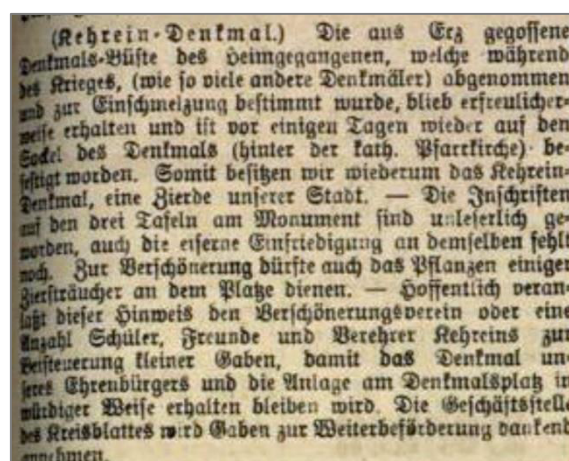 (Kehrein-Denkmal.) Die aus Erz gegossene
Denkmals-Büste des Heimgegangenen, welche während
des Krieges, (wie so viele andere Denkmäler) abgenommen
und zur Einschmelzung bestimmt wurde, blieb erfreulicher-
weise erhalten und ist vor einigen Tagen wieder auf den
Sockel des Denkmals (hinter der kath. Pfarrkirche) be-
festigt worden. Somit besitzen wir wiederum das Kehrein-
Denkmal, eine Zierde unserer Stadt. — Die Inschriften
auf den drei Tafeln am Monument sind unleserlich ge-
worden, auch die eiserne Einfriedigung an demselben fehlt
noch. Zur Verschönerung dürfte auch das Pflanzen einiger
Ziersträucher an dem Platze dienen. — Hoffentlich veran-
laßt dieser Hinweis den Verschönerungsverein oder eine
Anzahl Schüler, Freunde und Verehrer Kehreins zur
Beisteuerung kleiner Gaben, damit das Denkmal un-
seres Ehrenbürgers und die Anlage am Denkmalsplatz in
würdiger Weise erhalten bleiben wird. Die Geschäftsstelle
des Kreisblattes wird Gaben zur Weiterbeförderung dankend
annehmen.